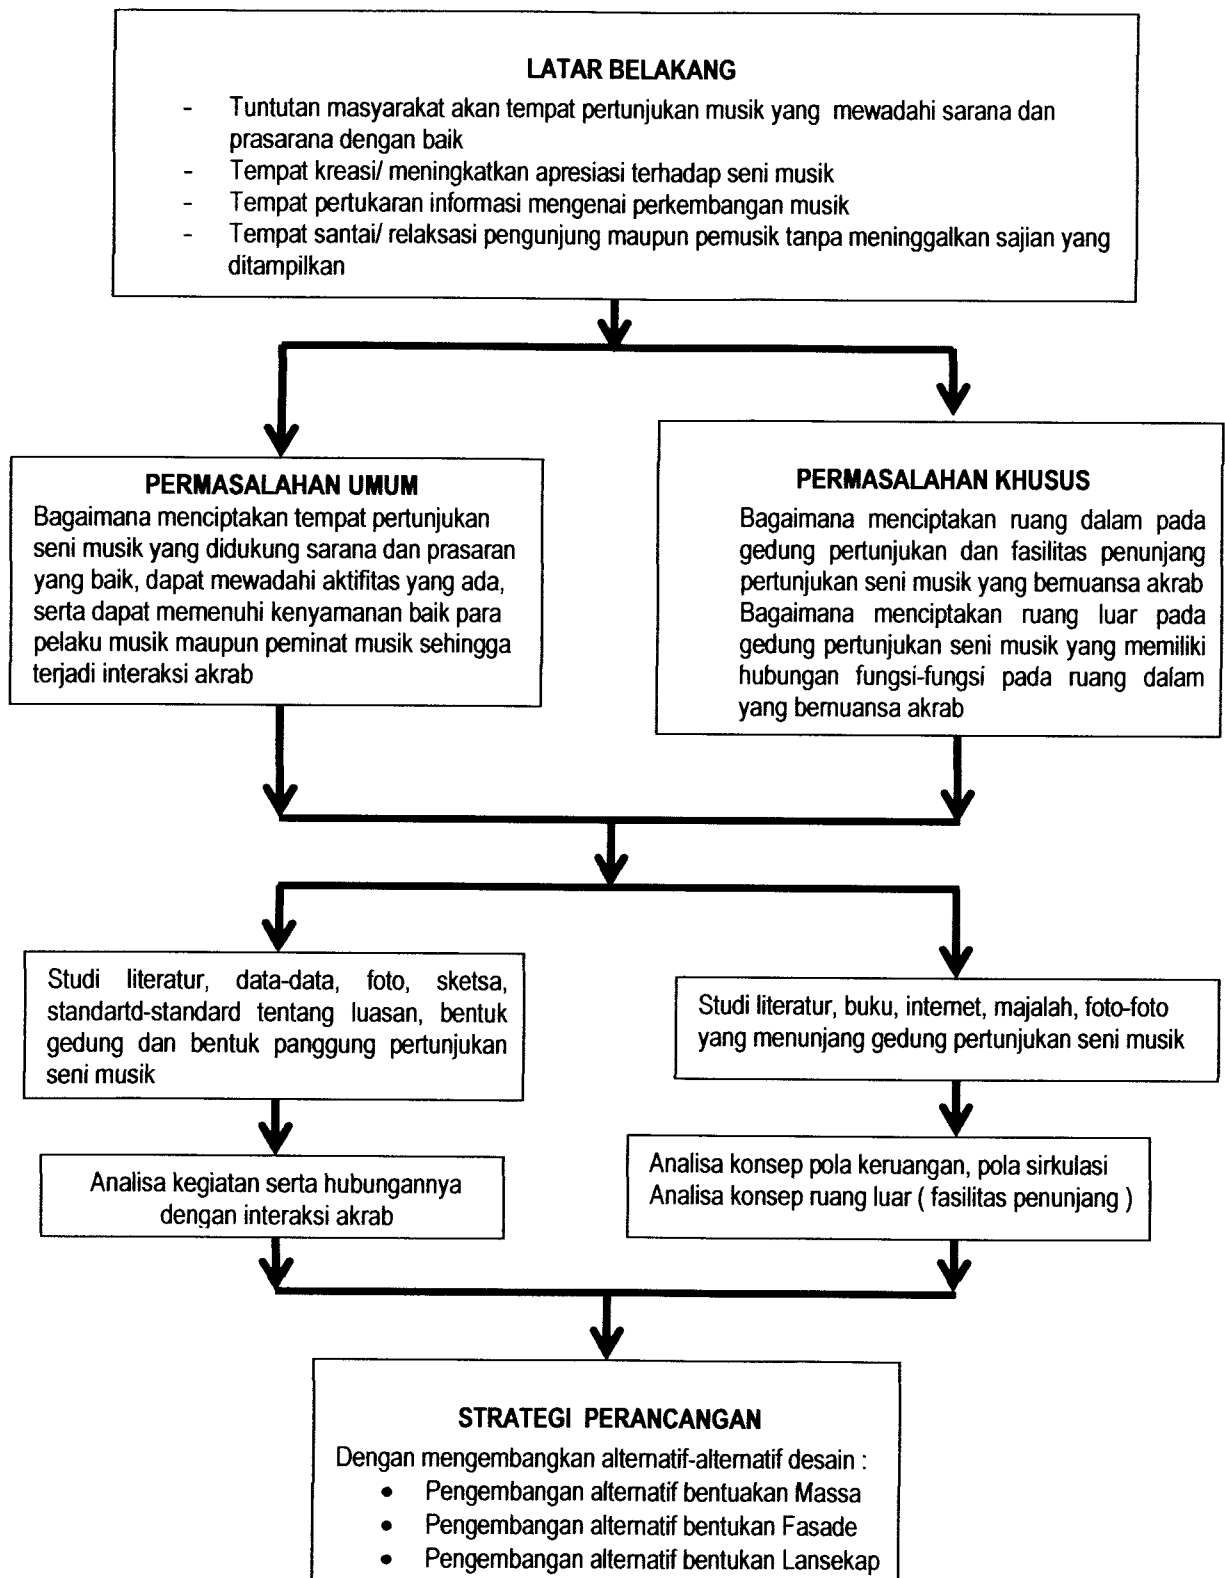 LATAR BELAKANG
- Tuntutan masyarakat akan tempat pertunjukan musik yang mewadahi sarana dan
prasarana dengan baik
- Tempat kreasi/ meningkatkan apresiasi terhadap seni musik
- Tempat pertukaran informasi mengenai perkembangan musik
- Tempat santai/ relaksasi pengunjung maupun pemusik tanpa meninggalkan sajian yang
ditampilkan
PERMASALAHAN UMUM
Bagaimana menciptakan tempat pertunjukan
seni musik yang didukung sarana dan prasaran
yang baik, dapat mewadahi aktifitas yang ada,
serta dapat memenuhi kenyamanan baik para
pelaku musik maupun peminat musik sehingga
terjadi interaksi akrab
PERMASALAHAN KHUSUS
Bagaimana menciptakan ruang dalam pada
gedung pertunjukan dan fasilitas penunjang
pertunjukan seni musik yang bernuansa akrab
Bagaimana menciptakan ruang luar pada
gedung pertunjukan seni musik yang memiliki
hubungan fungsi-fungsi pada ruang dalam
yang bernuansa akrab
Studi literatur, data-data, foto, sketsa,
standartd-standard tentang luasan, bentuk
gedung dan bentuk panggung pertunjukan
seni musik
Studi literatur, buku, internet, majalah, foto-foto
yang menunjang gedung pertunjukan seni musik
Analisa kegiatan serta hubungannya
dengan interaksi akrab
Analisa konsep pola keruangan, pola sirkulasi
Analisa konsep ruang luar ( fasilitas penunjang )
STRATEGI PERANCANGAN
Dengan mengembangkan alternatif-alternatif desain :
• Pengembangan alternatif bentuakan Massa
• Pengembangan alternatif bentukan Fasade
• Pengembangan alternatif bentukan Lansekap